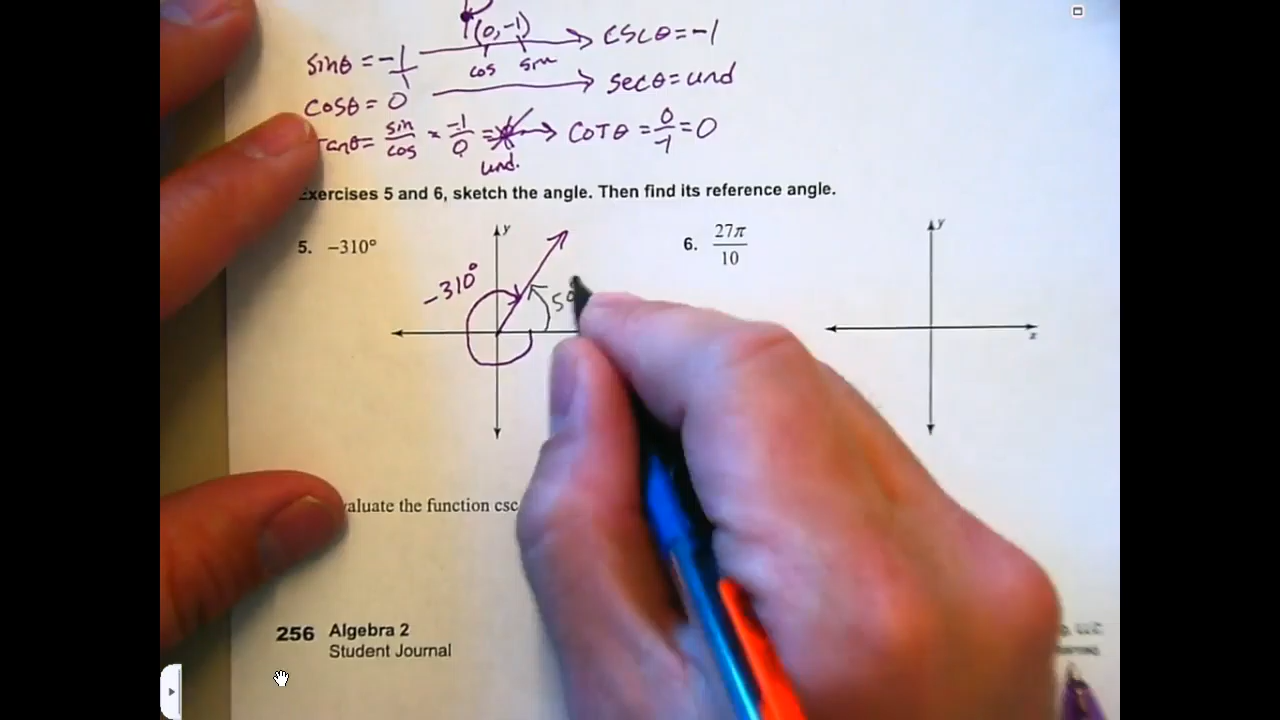 (0,-1)
sinθ = -1/1 → cscθ = -1
cos sin
cosθ = 0 → secθ = und
Tanθ = sin/cos × -1/0 = → COTθ = 0/-1 = 0
und.
Exercises 5 and 6, sketch the angle. Then find its reference angle.
5. −310° y 6. 27π/10 y
-310° 50
x
valuate the function csc
256 Algebra 2
Student Journal
LLC